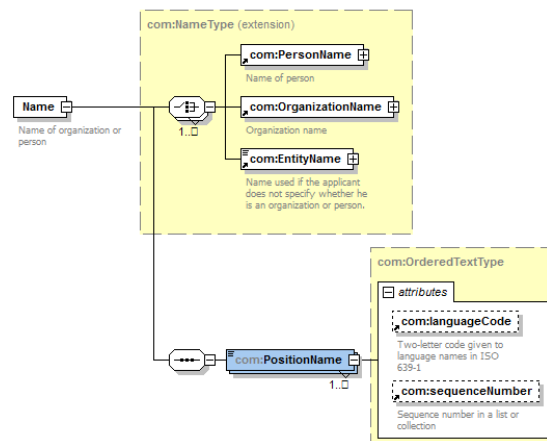 com:NameType (extension)
com:PersonName
Name of person
Name
com:OrganizationName
Name of organization or
person
1..
Organization name
com:EntityName
Name used if the applicant
does not specify whether he
is an organization or person.
com:OrderedTextType
attributes
com:languageCode
Two-letter code given to
language names in ISO
639-1
com:PositionName
1..
com:sequenceNumber
Sequence number in a list or
collection